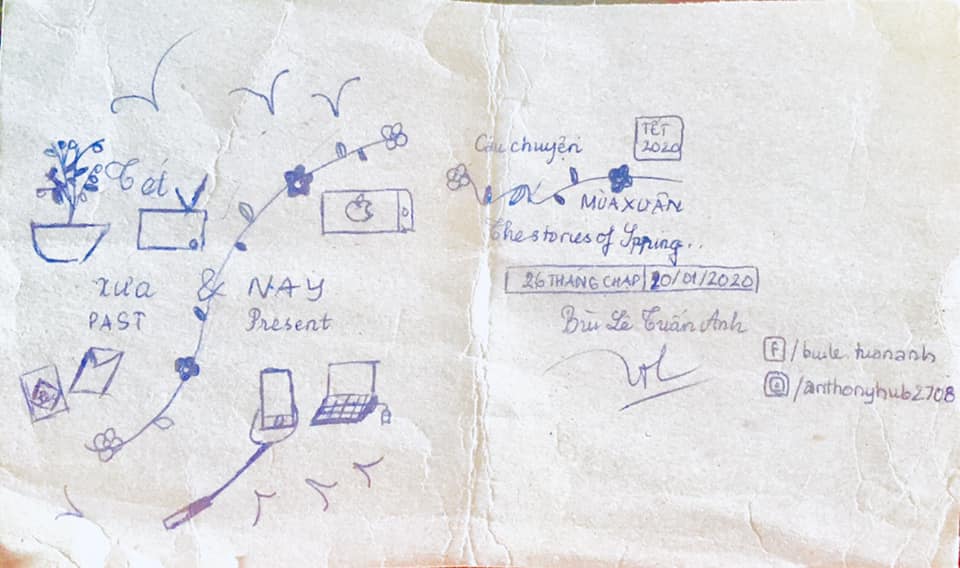 Tết
xưa & NAY
PAST Present
Câu chuyện
TẾT
2020
MÙA XUÂN
The stories of Spring..
26 THÁNG CHẠP 20/01/2020
Bùi Lê Tuấn Anh
/buile.tuananh
/anthonyhub2708